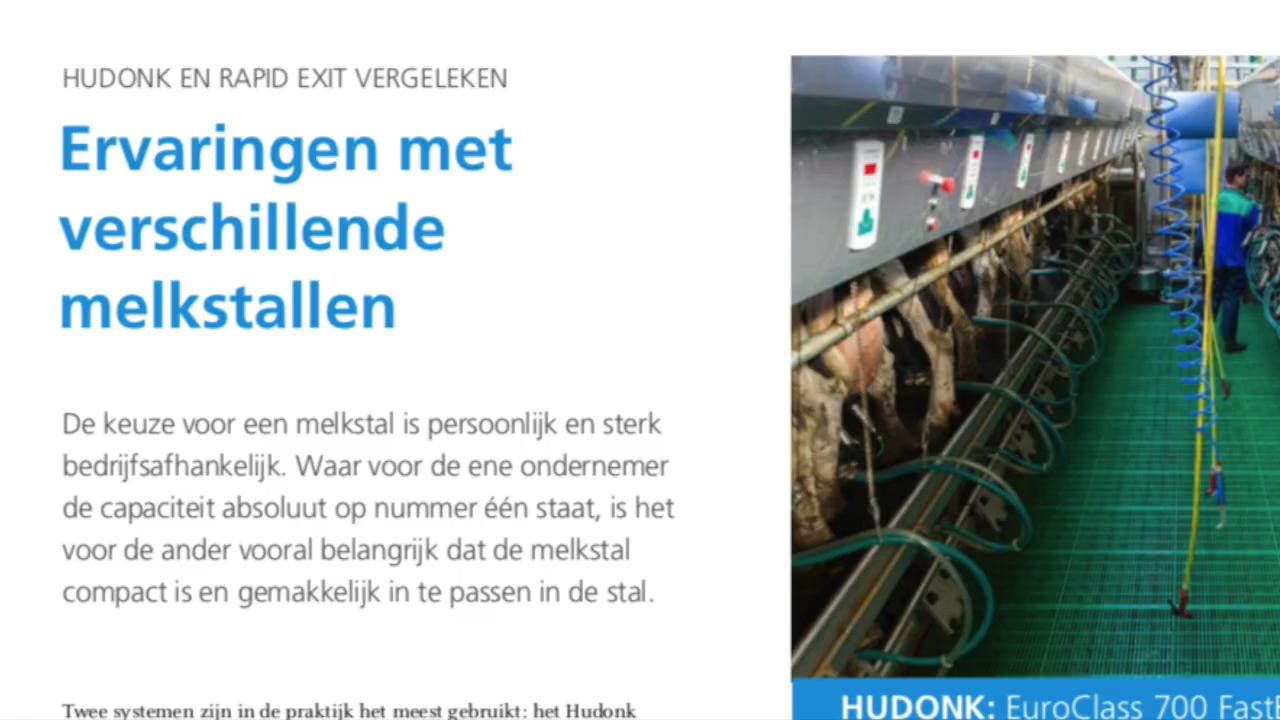 HUDONK EN RAPID EXIT VERGELEKEN
Ervaringen met
verschillende
melkstallen
De keuze voor een melkstal is persoonlijk en sterk
bedrijfsafhankelijk. Waar voor de ene ondernemer
de capaciteit absoluut op nummer één staat, is het
voor de ander vooral belangrijk dat de melkstal
compact is en gemakkelijk in te passen in de stal.
Twee systemen zijn in de praktijk het meest gebruikt: het Hudonk
HUDONK: EuroClass 700